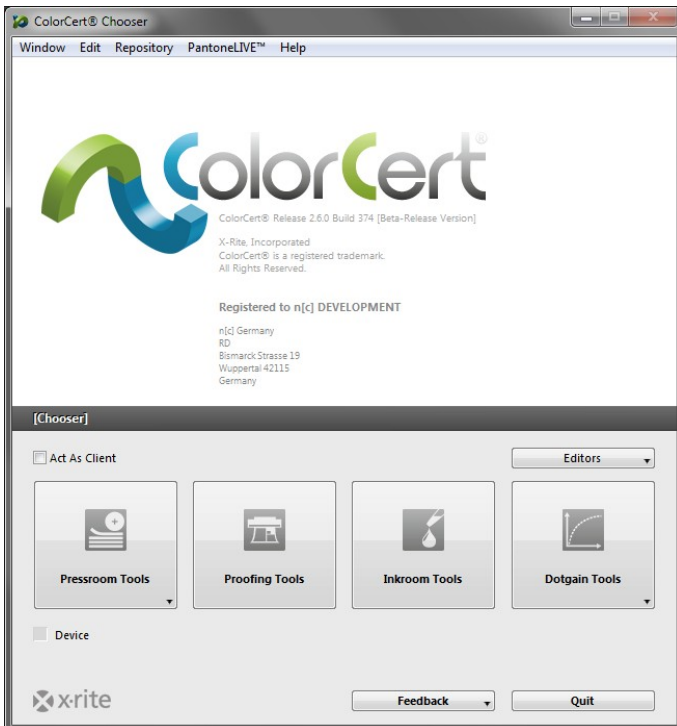 ColorCert® Chooser
Window Edit Repository PantoneLIVE™ Help
ColorCert®
ColorCert® Release 2.6.0 Build 374 [Beta-Release Version]
X-Rite, Incorporated
ColorCert® is a registered trademark.
All Rights Reserved.
Registered to n[c] DEVELOPMENT
n[c] Germany
RD
Bismarck Strasse 19
Wuppertal 42115
Germany
[Chooser]
Act As Client
Editors
Pressroom Tools
Proofing Tools
Inkroom Tools
Dotgain Tools
Device
x·rite
Feedback
Quit